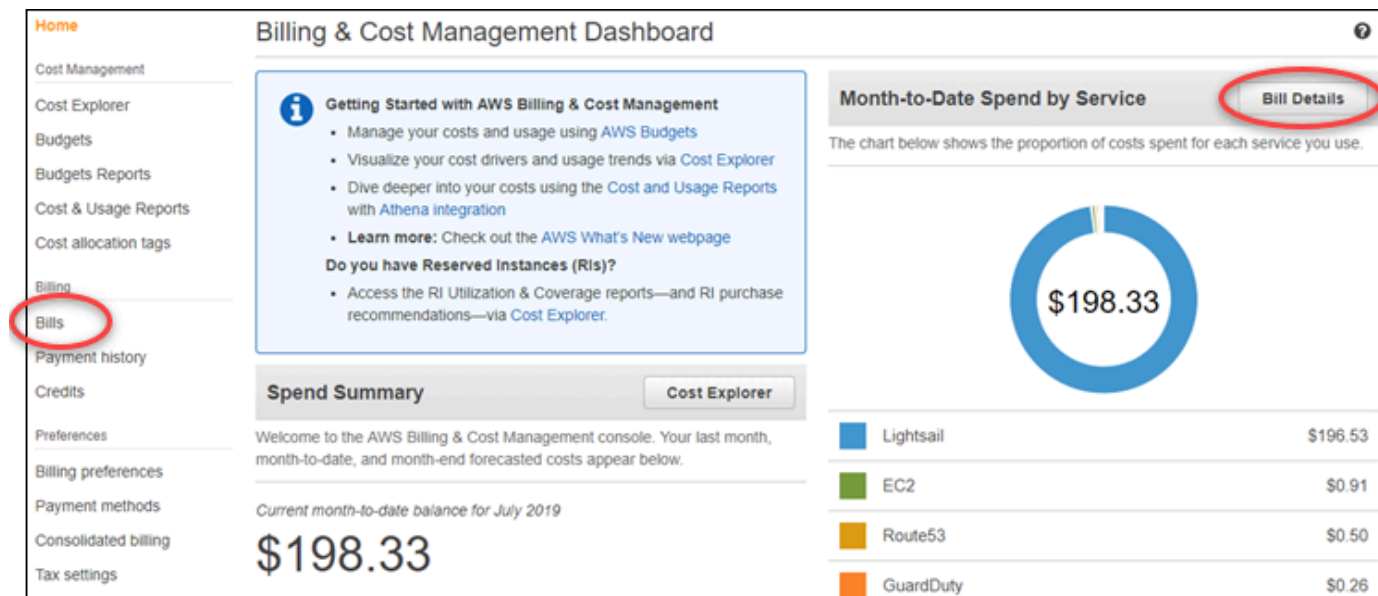 Home
Cost Management
Cost Explorer
Budgets
Budgets Reports
Cost & Usage Reports
Cost allocation tags
Billing
Bills
Payment history
Credits
Preferences
Billing preferences
Payment methods
Consolidated billing
Tax settings
Billing & Cost Management Dashboard
Getting Started with AWS Billing & Cost Management
• Manage your costs and usage using AWS Budgets
• Visualize your cost drivers and usage trends via Cost Explorer
• Dive deeper into your costs using the Cost and Usage Reports
with Athena integration
• Learn more: Check out the AWS What's New webpage
Do you have Reserved Instances (RIs)?
• Access the RI Utilization & Coverage reports—and RI purchase
recommendations—via Cost Explorer.
Spend Summary
Cost Explorer
Welcome to the AWS Billing & Cost Management console. Your last month,
month-to-date, and month-end forecasted costs appear below.
Current month-to-date balance for July 2019
$198.33
Month-to-Date Spend by Service
Bill Details
The chart below shows the proportion of costs spent for each service you use.
$198.33
Lightsail $196.53
EC2 $0.91
Route53 $0.50
GuardDuty $0.26